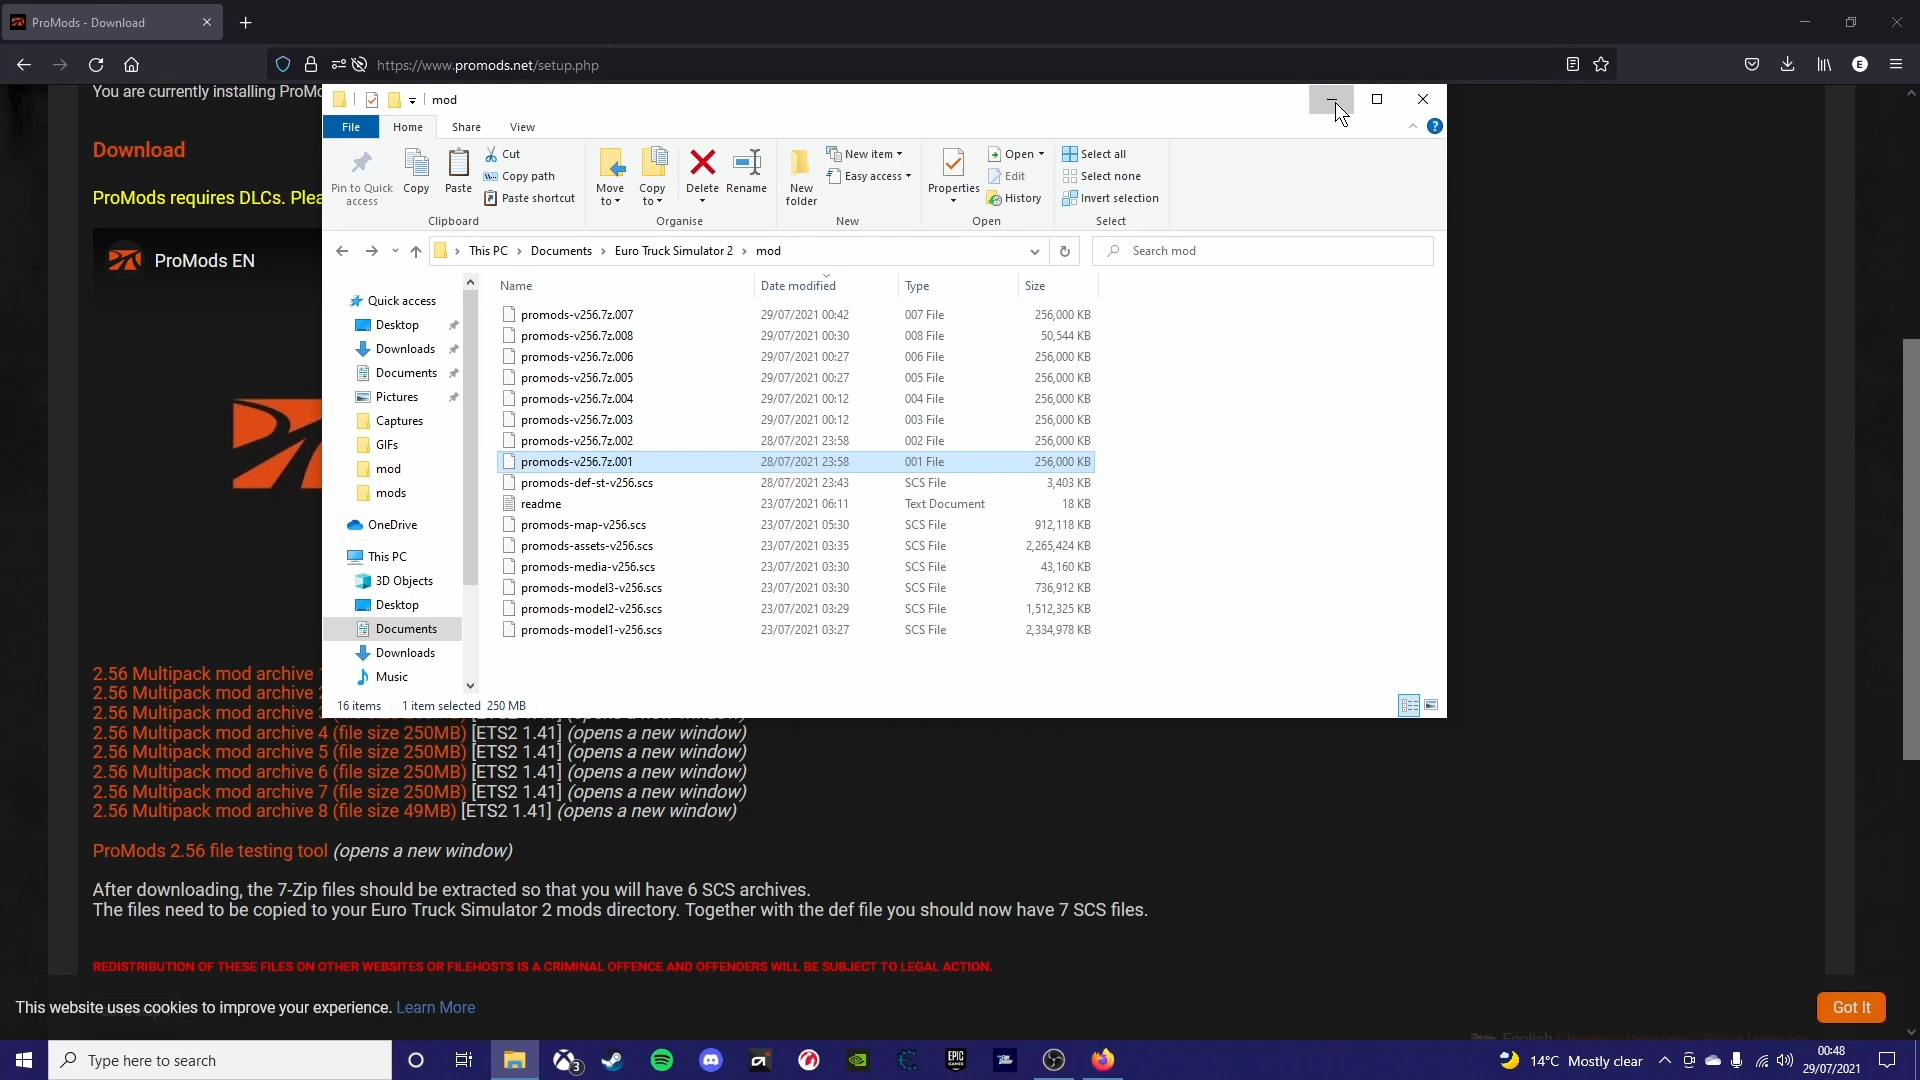 ProMods - Download
https://www.promods.net/setup.php
E
You are currently installing ProMo
Download
ProMods requires DLCs. Plea
ProMods EN
mod
File
Home
Share
View
Pin to Quick access
Copy
Paste
Cut
Copy path
Paste shortcut
Clipboard
Move to
Copy to
Delete
Rename
Organise
New folder
New item
Easy access
New
Properties
Open
Edit
History
Open
Select all
Select none
Invert selection
Select
This PC > Documents > Euro Truck Simulator 2 > mod
Search mod
Quick access
Desktop
Downloads
Documents
Pictures
Captures
GIFs
mod
mods
OneDrive
This PC
3D Objects
Desktop
Documents
Downloads
Music
Name Date modified Type Size
promods-v256.7z.007 29/07/2021 00:42 007 File 256,000 KB
promods-v256.7z.008 29/07/2021 00:30 008 File 50,544 KB
promods-v256.7z.006 29/07/2021 00:27 006 File 256,000 KB
promods-v256.7z.005 29/07/2021 00:27 005 File 256,000 KB
promods-v256.7z.004 29/07/2021 00:12 004 File 256,000 KB
promods-v256.7z.003 29/07/2021 00:12 003 File 256,000 KB
promods-v256.7z.002 28/07/2021 23:58 002 File 256,000 KB
promods-v256.7z.001 28/07/2021 23:58 001 File 256,000 KB
promods-def-st-v256.scs 28/07/2021 23:43 SCS File 3,403 KB
readme 23/07/2021 06:11 Text Document 18 KB
promods-map-v256.scs 23/07/2021 05:30 SCS File 912,118 KB
promods-assets-v256.scs 23/07/2021 03:35 SCS File 2,265,424 KB
promods-media-v256.scs 23/07/2021 03:30 SCS File 43,160 KB
promods-model3-v256.scs 23/07/2021 03:30 SCS File 736,912 KB
promods-model2-v256.scs 23/07/2021 03:29 SCS File 1,512,325 KB
promods-model1-v256.scs 23/07/2021 03:27 SCS File 2,334,978 KB
16 items 1 item selected 250 MB
2.56 Multipack mod archive
2.56 Multipack mod archive
2.56 Multipack mod archive
2.56 Multipack mod archive 4 (file size 250MB) [ETS2 1.41] (opens a new window)
2.56 Multipack mod archive 5 (file size 250MB) [ETS2 1.41] (opens a new window)
2.56 Multipack mod archive 6 (file size 250MB) [ETS2 1.41] (opens a new window)
2.56 Multipack mod archive 7 (file size 250MB) [ETS2 1.41] (opens a new window)
2.56 Multipack mod archive 8 (file size 49MB) [ETS2 1.41] (opens a new window)
ProMods 2.56 file testing tool (opens a new window)
After downloading, the 7-Zip files should be extracted so that you will have 6 SCS archives.
The files need to be copied to your Euro Truck Simulator 2 mods directory. Together with the def file you should now have 7 SCS files.
REDISTRIBUTION OF THESE FILES ON OTHER WEBSITES OR FILEHOSTS IS A CRIMINAL OFFENCE AND OFFENDERS WILL BE SUBJECT TO LEGAL ACTION.
This website uses cookies to improve your experience. Learn More
Got It
English
Type here to search
3
EPIC GAMES
14°C Mostly clear
00:48
29/07/2021